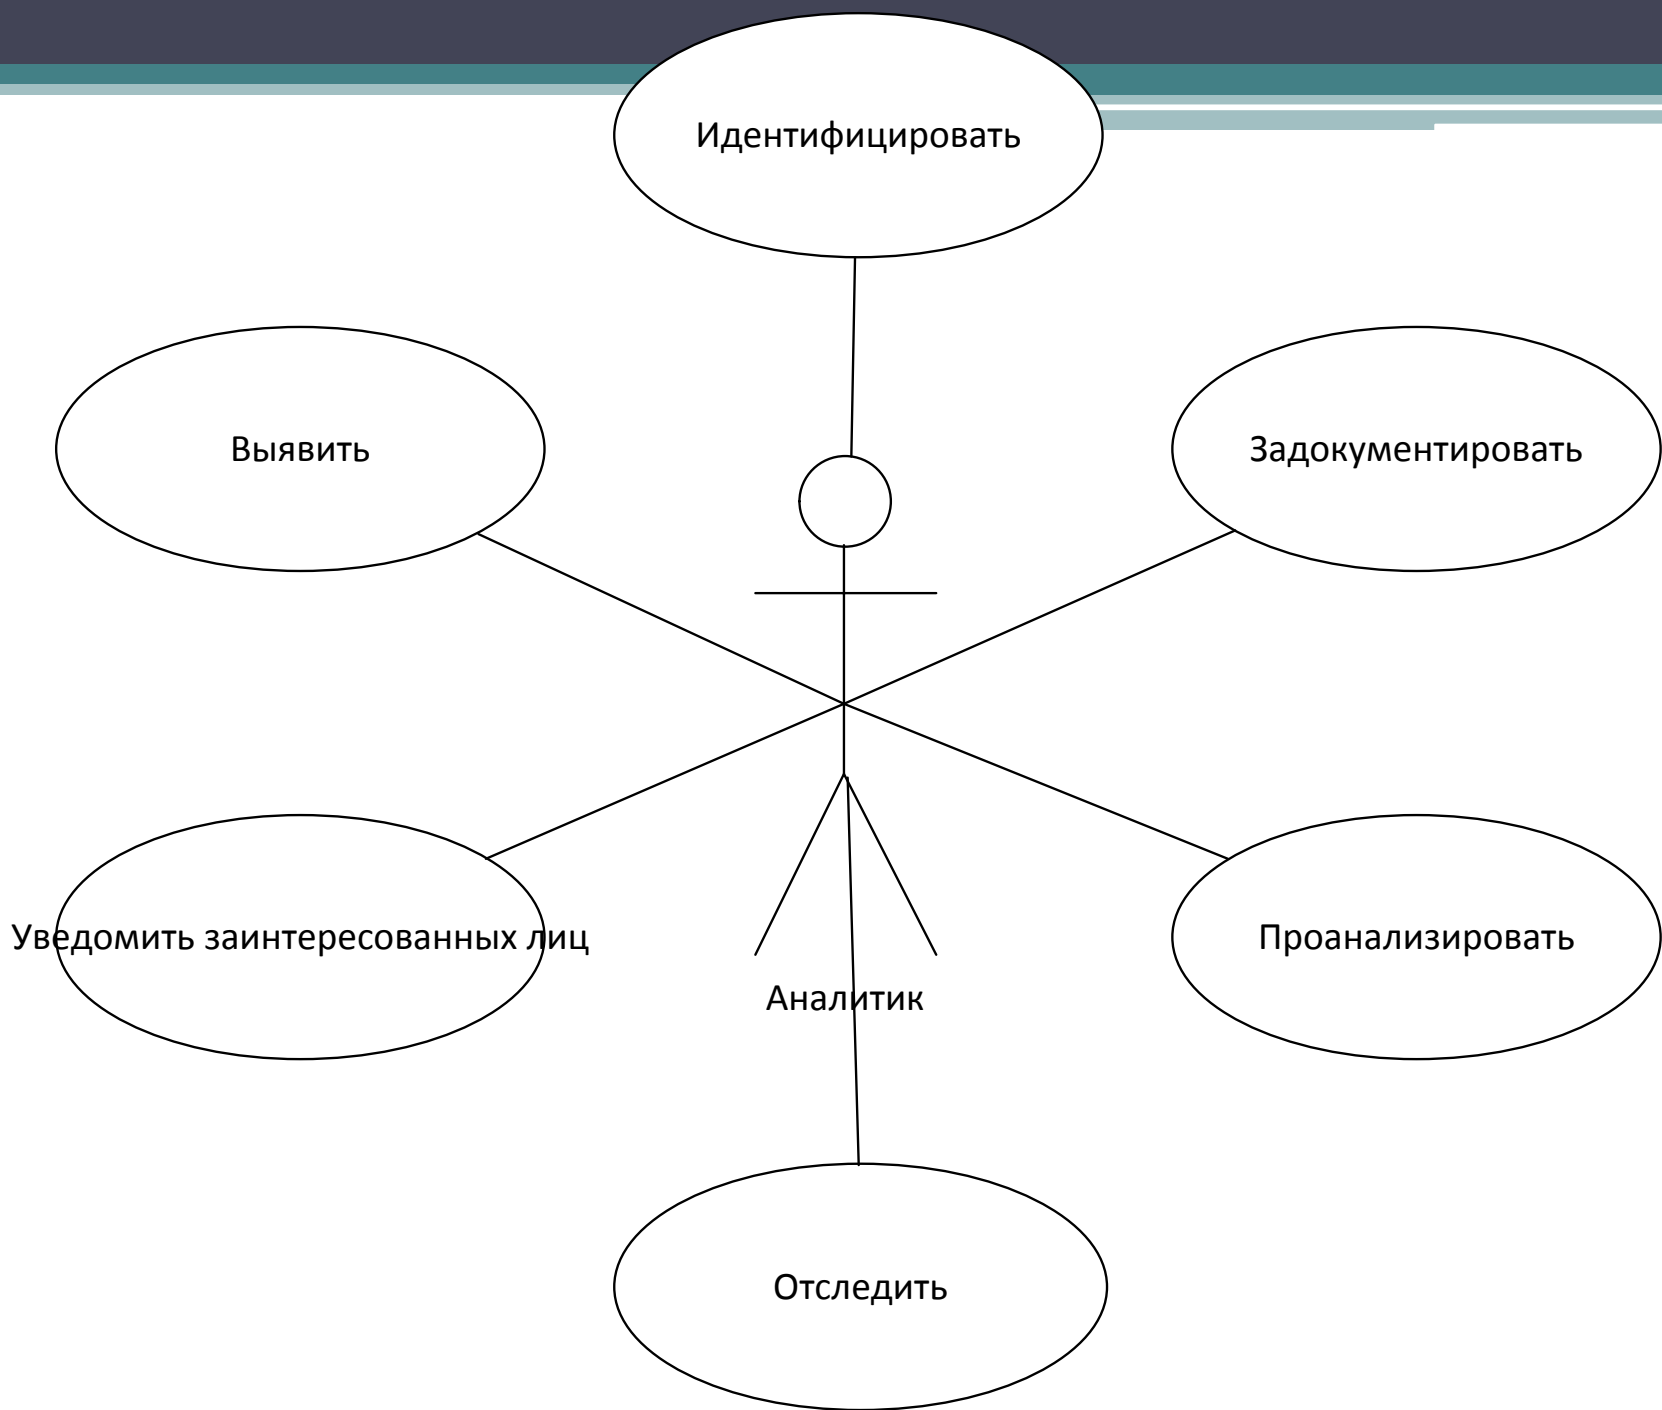 Идентифицировать
Выявить
Задокументировать
Уведомить заинтересованных лиц
Проанализировать
Аналитик
Отследить